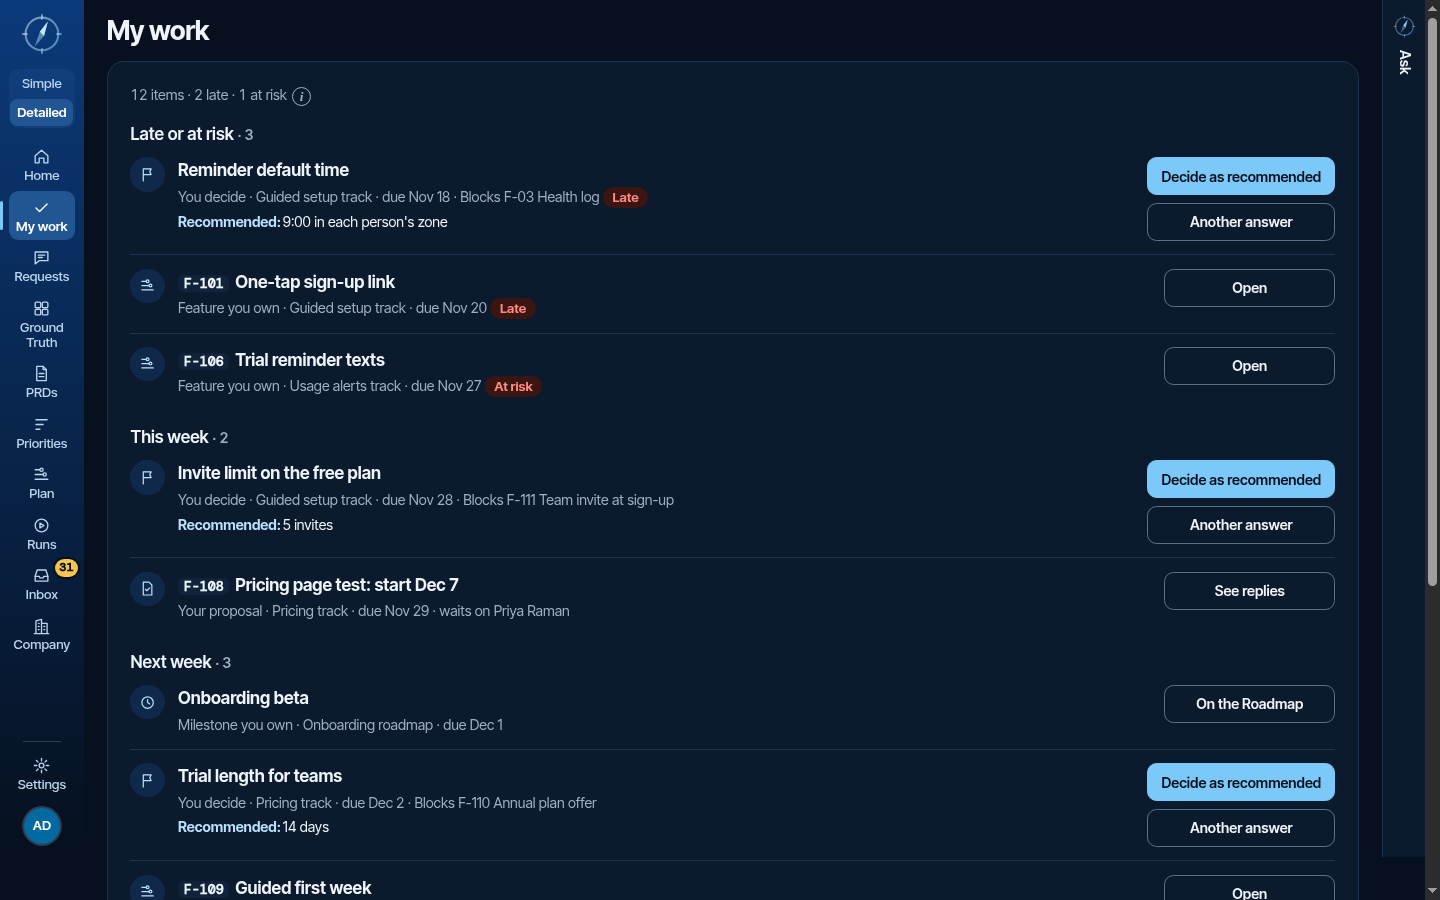 My work
Simple
Detailed
Home
My work
Requests
Ground
Truth
PRDs
Priorities
Plan
Runs
31
Inbox
Company
Settings
AD
12 items · 2 late · 1 at risk i
Late or at risk · 3
Reminder default time
You decide · Guided setup track · due Nov 18 · Blocks F-03 Health log Late
Recommended: 9:00 in each person's zone
Decide as recommended
Another answer
F-101 One-tap sign-up link
Feature you own · Guided setup track · due Nov 20 Late
Open
F-106 Trial reminder texts
Feature you own · Usage alerts track · due Nov 27 At risk
Open
This week · 2
Invite limit on the free plan
You decide · Guided setup track · due Nov 28 · Blocks F-111 Team invite at sign-up
Recommended: 5 invites
Decide as recommended
Another answer
F-108 Pricing page test: start Dec 7
Your proposal · Pricing track · due Nov 29 · waits on Priya Raman
See replies
Next week · 3
Onboarding beta
Milestone you own · Onboarding roadmap · due Dec 1
On the Roadmap
Trial length for teams
You decide · Pricing track · due Dec 2 · Blocks F-110 Annual plan offer
Recommended: 14 days
Decide as recommended
Another answer
F-109 Guided first week
Open
Ask